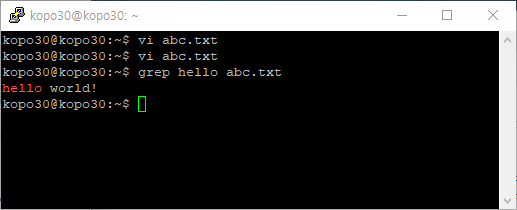 kopo30@kopo30: ~
kopo30@kopo30:~$ vi abc.txt
kopo30@kopo30:~$ vi abc.txt
kopo30@kopo30:~$ grep hello abc.txt
hello world!
kopo30@kopo30:~$